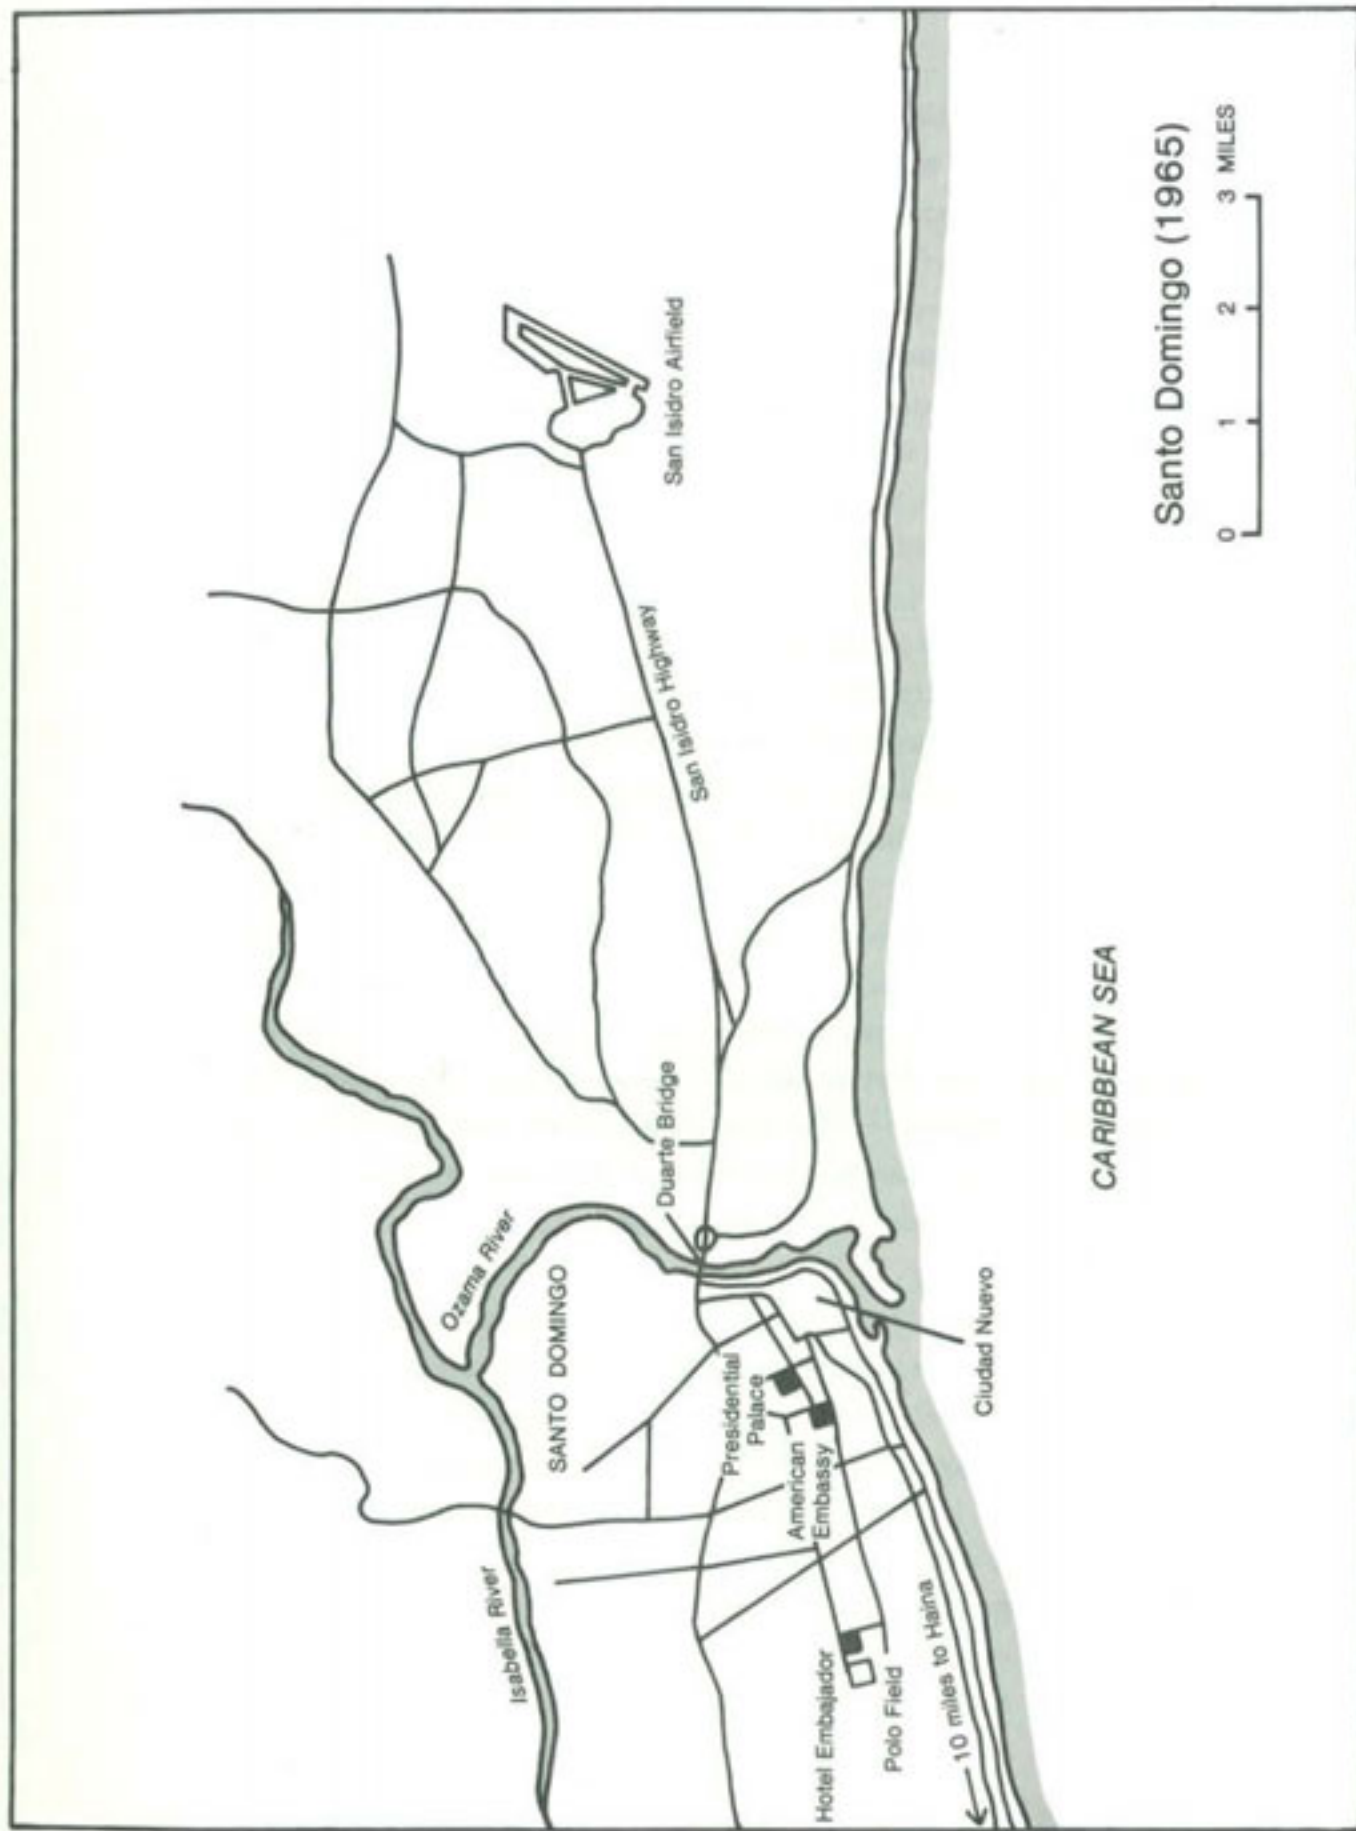 San Isidro Airfield
San Isidro Highway
Ozama River
Duarte Bridge
SANTO DOMINGO
Isabella River
Presidential
Palace
American
Embassy
Hotel Embajador
Polo Field
10 miles to Haina
Ciudad Nuevo
CARIBBEAN SEA
Santo Domingo (1965)
0 1 2 3 MILES